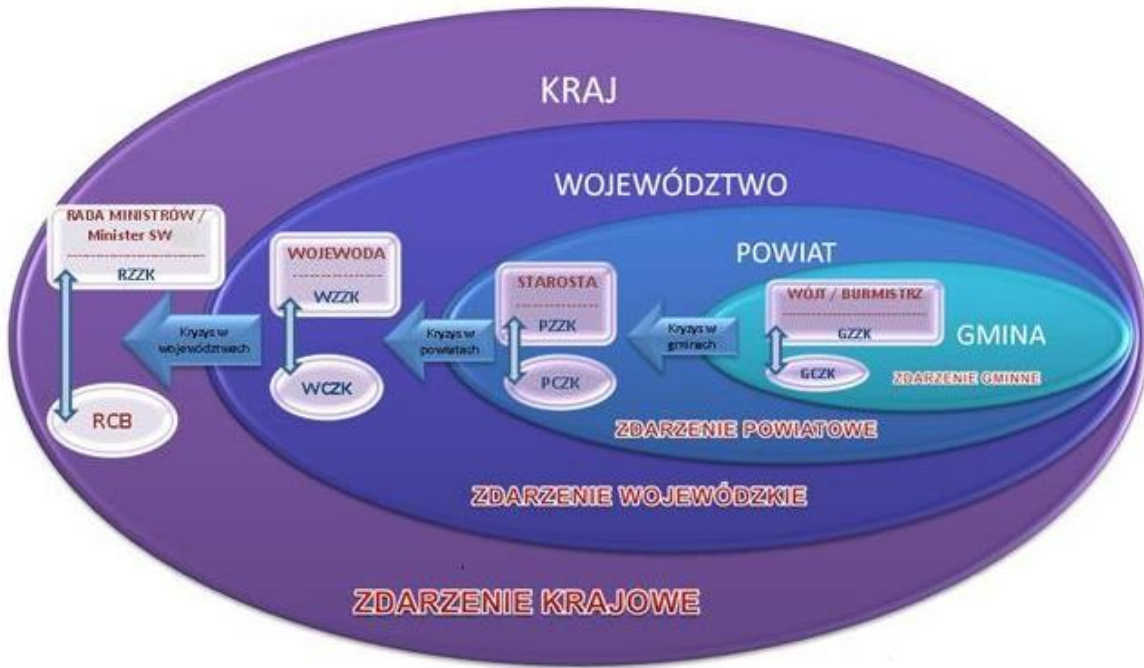 KRAJ
WOJEWÓDZTWO
POWIAT
GMINA
RADA MINISTRÓW /
Minister SW
RZZK
RCB
Kryzys w
województwach
WOJEWODA
WZZK
WCZK
Kryzys w
powiatach
STAROSTA
PZZK
PCZK
Kryzys w
gminach
WÓJT / BURMISTRZ
GZZK
GCZK
ZDARZENIE GMINNE
ZDARZENIE POWIATOWE
ZDARZENIE WOJEWÓDZKIE
ZDARZENIE KRAJOWE